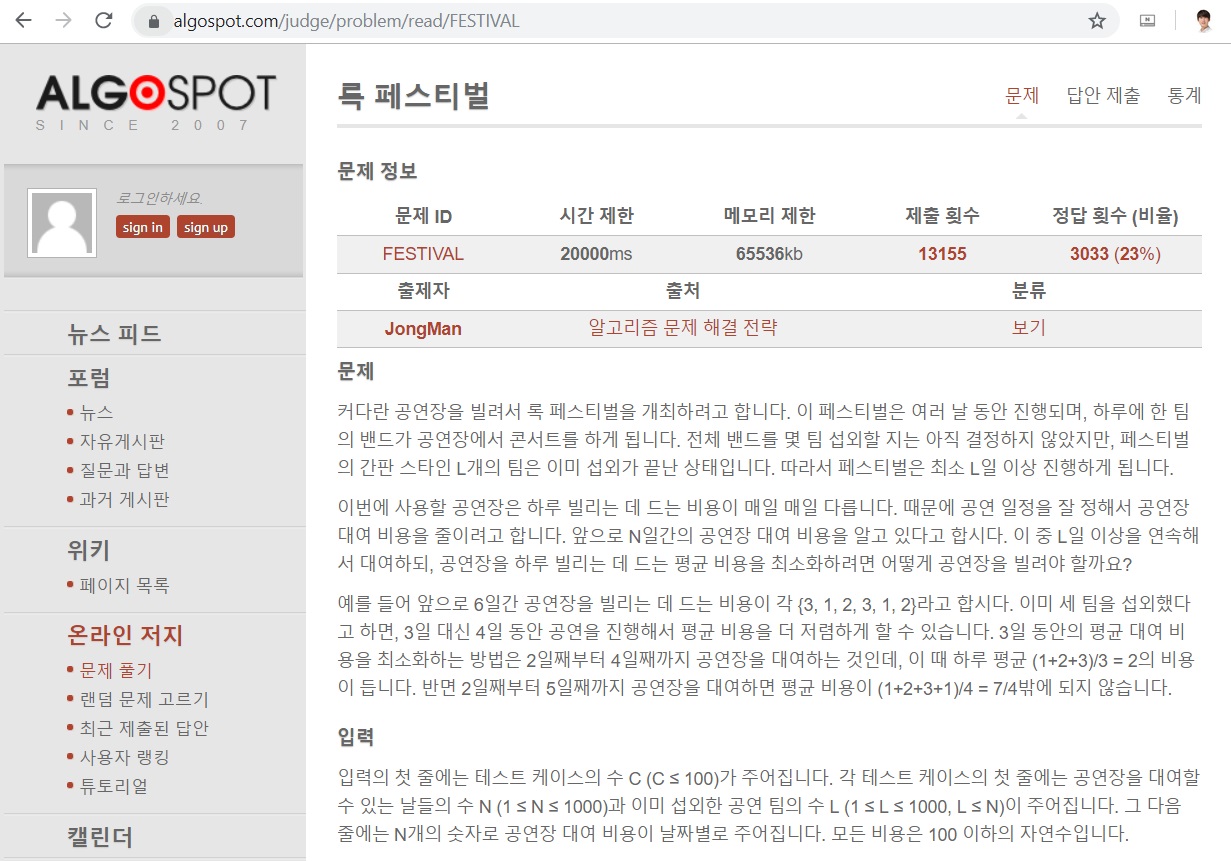 algospot.com/judge/problem/read/FESTIVAL
ALGOSPOT
SINCE 2007
로그인하세요.
sign in sign up
뉴스 피드
포럼
뉴스
자유게시판
질문과 답변
과거 게시판
위키
페이지 목록
온라인 저지
문제 풀기
랜덤 문제 고르기
최근 제출된 답안
사용자 랭킹
튜토리얼
캘린더
록 페스티벌
문제 답안 제출 통계
문제 정보
문제 ID 시간 제한 메모리 제한 제출 횟수 정답 횟수 (비율)
FESTIVAL 20000ms 65536kb 13155 3033 (23%)
출제자 출처 분류
JongMan 알고리즘 문제 해결 전략 보기
문제
커다란 공연장을 빌려서 록 페스티벌을 개최하려고 합니다. 이 페스티벌은 여러 날 동안 진행되며, 하루에 한 팀
의 밴드가 공연장에서 콘서트를 하게 됩니다. 전체 밴드를 몇 팀 섭외할 지는 아직 결정하지 않았지만, 페스티벌
의 간판 스타인 L개의 팀은 이미 섭외가 끝난 상태입니다. 따라서 페스티벌은 최소 L일 이상 진행하게 됩니다.
이번에 사용할 공연장은 하루 빌리는 데 드는 비용이 매일 매일 다릅니다. 때문에 공연 일정을 잘 정해서 공연장
대여 비용을 줄이려고 합니다. 앞으로 N일간의 공연장 대여 비용을 알고 있다고 합시다. 이 중 L일 이상을 연속해
서 대여하되, 공연장을 하루 빌리는 데 드는 평균 비용을 최소화하려면 어떻게 공연장을 빌려야 할까요?
예를 들어 앞으로 6일간 공연장을 빌리는 데 드는 비용이 각 {3, 1, 2, 3, 1, 2}라고 합시다. 이미 세 팀을 섭외했다
고 하면, 3일 대신 4일 동안 공연을 진행해서 평균 비용을 더 저렴하게 할 수 있습니다. 3일 동안의 평균 대여 비
용을 최소화하는 방법은 2일째부터 4일째까지 공연장을 대여하는 것인데, 이 때 하루 평균 (1+2+3)/3 = 2의 비용
이 듭니다. 반면 2일째부터 5일째까지 공연장을 대여하면 평균 비용이 (1+2+3+1)/4 = 7/4밖에 되지 않습니다.
입력
입력의 첫 줄에는 테스트 케이스의 수 C (C ≤ 100)가 주어집니다. 각 테스트 케이스의 첫 줄에는 공연장을 대여할
수 있는 날들의 수 N (1 ≤ N ≤ 1000)과 이미 섭외한 공연 팀의 수 L (1 ≤ L ≤ 1000, L ≤ N)이 주어집니다. 그 다음
줄에는 N개의 숫자로 공연장 대여 비용이 날짜별로 주어집니다. 모든 비용은 100 이하의 자연수입니다.